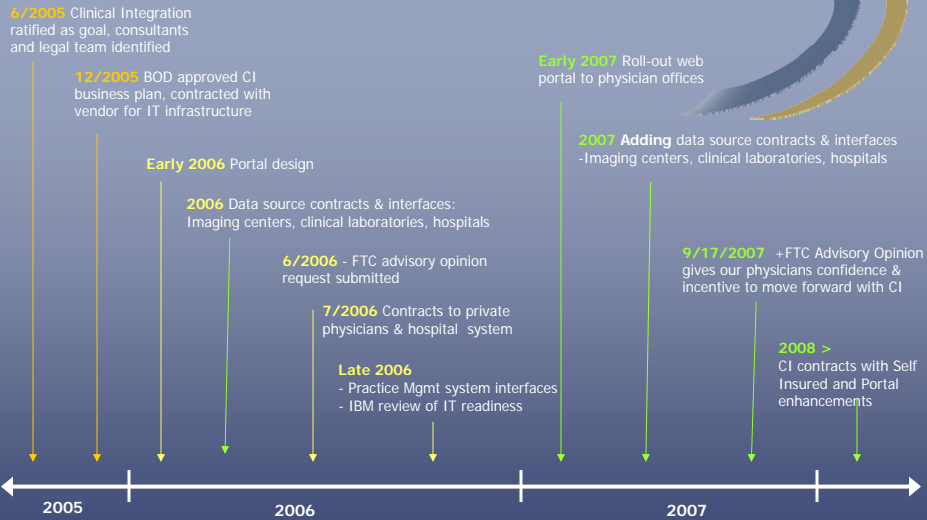 6/2005 Clinical Integration
ratified as goal, consultants
and legal team identified
12/2005 BOD approved CI
business plan, contracted with
vendor for IT infrastructure
Early 2006 Portal design
2006 Data source contracts & interfaces:
Imaging centers, clinical laboratories, hospitals
6/2006 - FTC advisory opinion
request submitted
7/2006 Contracts to private
physicians & hospital system
Late 2006
- Practice Mgmt system interfaces
- IBM review of IT readiness
Early 2007 Roll-out web
portal to physician offices
2007 Adding data source contracts & interfaces
-Imaging centers, clinical laboratories, hospitals
9/17/2007 +FTC Advisory Opinion
gives our physicians confidence &
incentive to move forward with CI
2008 >
CI contracts with Self
Insured and Portal
enhancements
2005
2006
2007